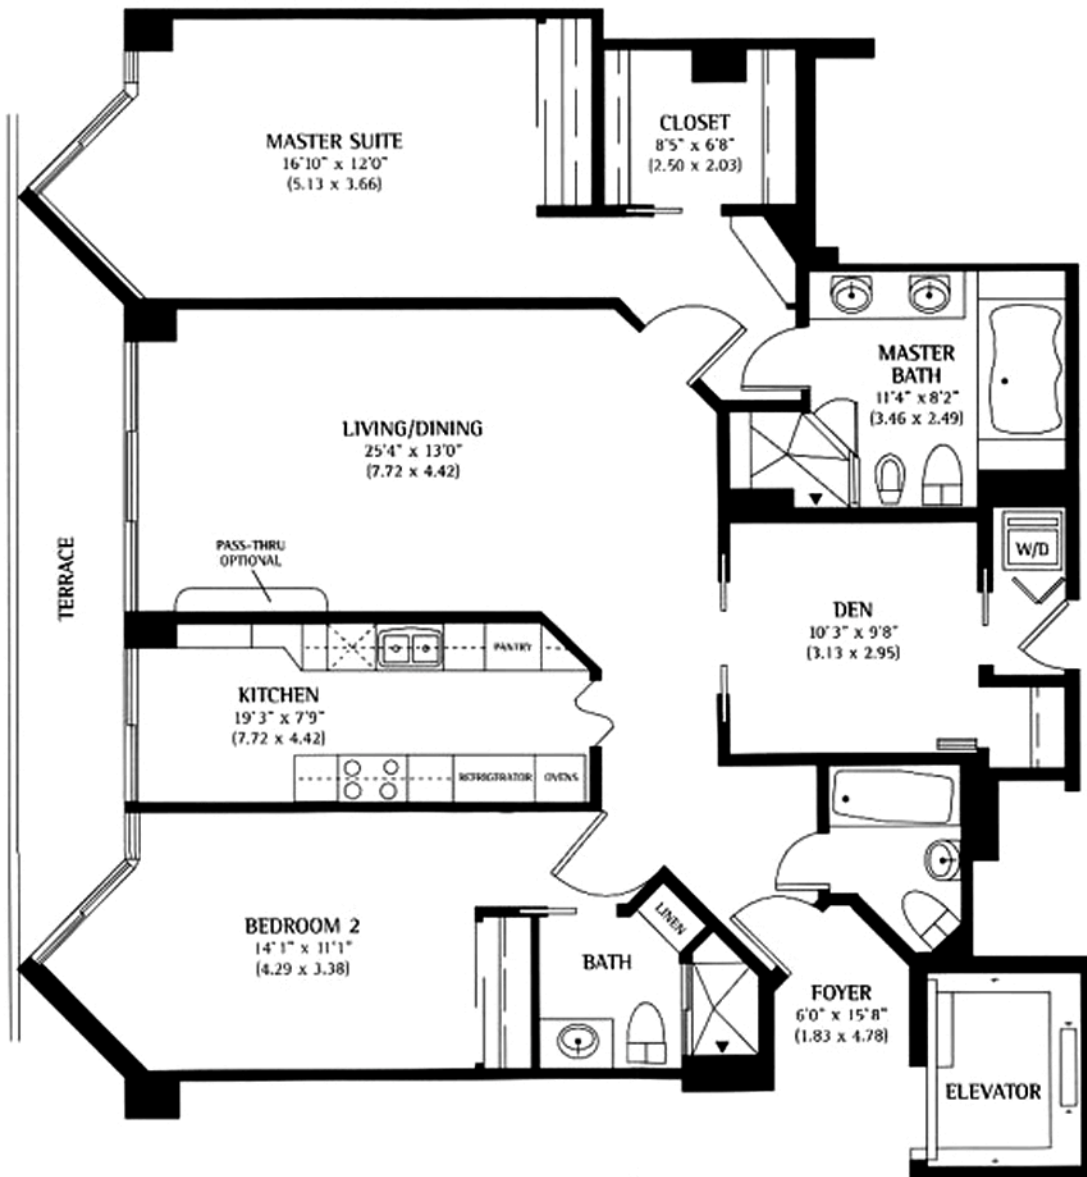 MASTER SUITE
16'10" x 12'0"
(5.13 x 3.66)
CLOSET
8'5" x 6'8"
(2.50 x 2.03)
MASTER
BATH
11'4" x 8'2"
(3.46 x 2.49)
LIVING/DINING
25'4" x 13'0"
(7.72 x 4.42)
PASS-THRU
OPTIONAL
TERRACE
W/D
DEN
10'3" x 9'8"
(3.13 x 2.95)
PANTRY
KITCHEN
19'3" x 7'9"
(7.72 x 4.42)
REFRIGERATOR
OVENS
BEDROOM 2
14'1" x 11'1"
(4.29 x 3.38)
LINEN
BATH
FOYER
6'0" x 15'8"
(1.83 x 4.78)
ELEVATOR